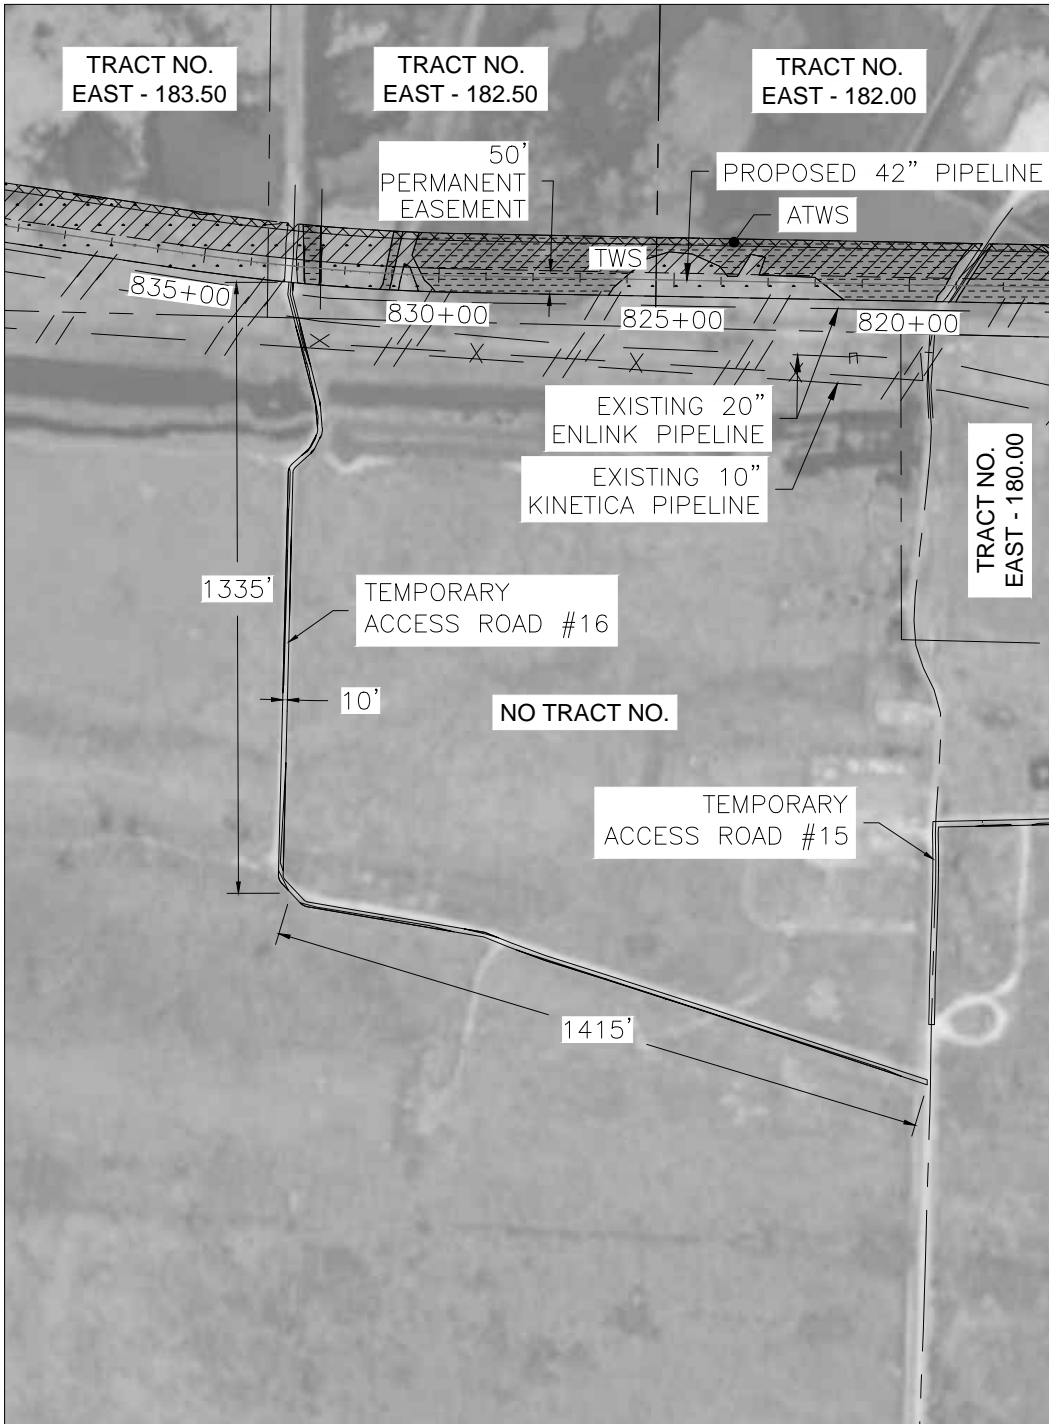 TRACT NO.
EAST - 183.50
TRACT NO.
EAST - 182.50
TRACT NO.
EAST - 182.00
50'
PERMANENT
EASEMENT
PROPOSED 42" PIPELINE
ATWS
TWS
835+00
830+00
825+00
820+00
EXISTING 20"
ENLINK PIPELINE
EXISTING 10"
KINETICA PIPELINE
TRACT NO.
EAST - 180.00
1335'
TEMPORARY
ACCESS ROAD #16
10'
NO TRACT NO.
TEMPORARY
ACCESS ROAD #15
1415'